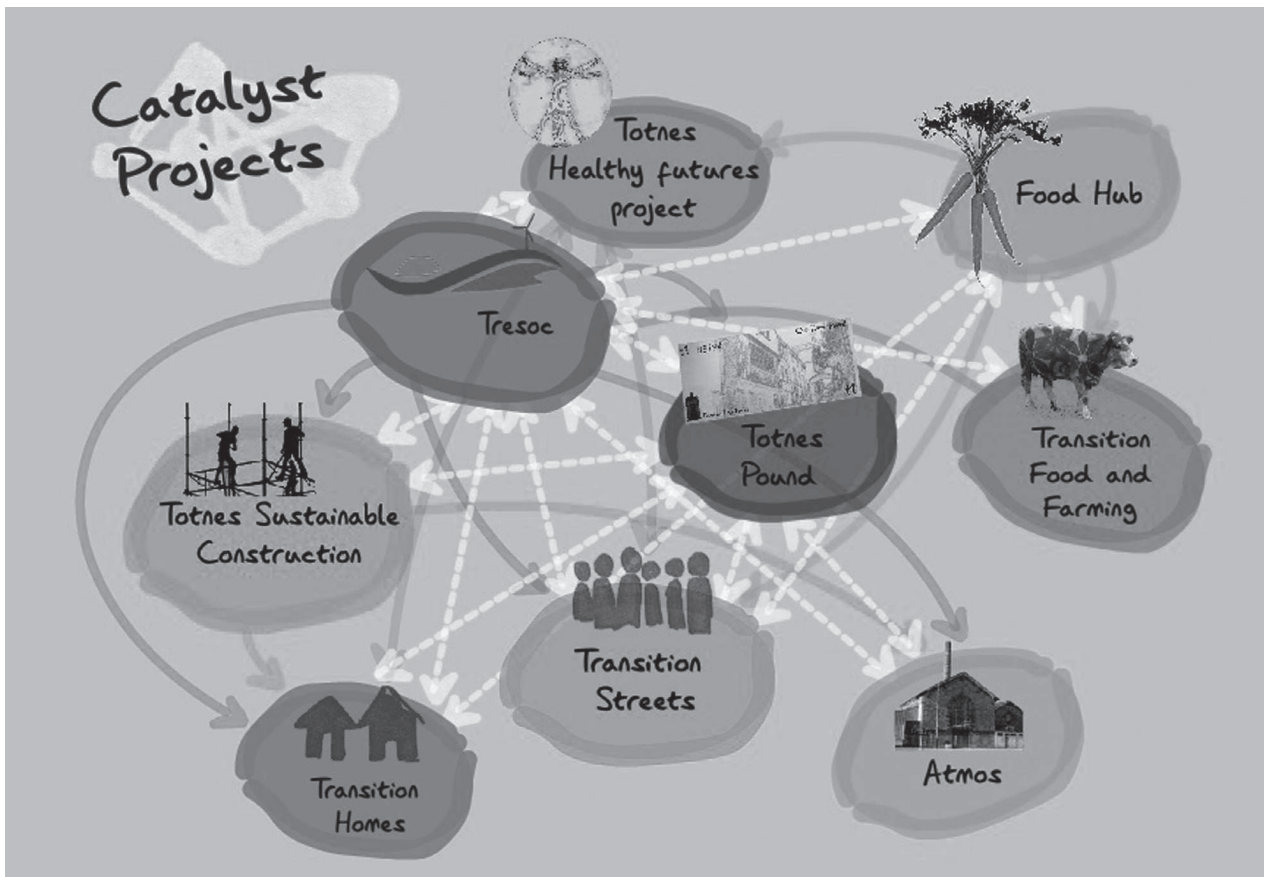 Catalyst
Projects
Totnes
Healthy futures
project
Food Hub
Tresoc
Totnes
Pound
Transition
Food and
Farming
Totnes Sustainable
Construction
Transition
Streets
Transition
Homes
Atmos